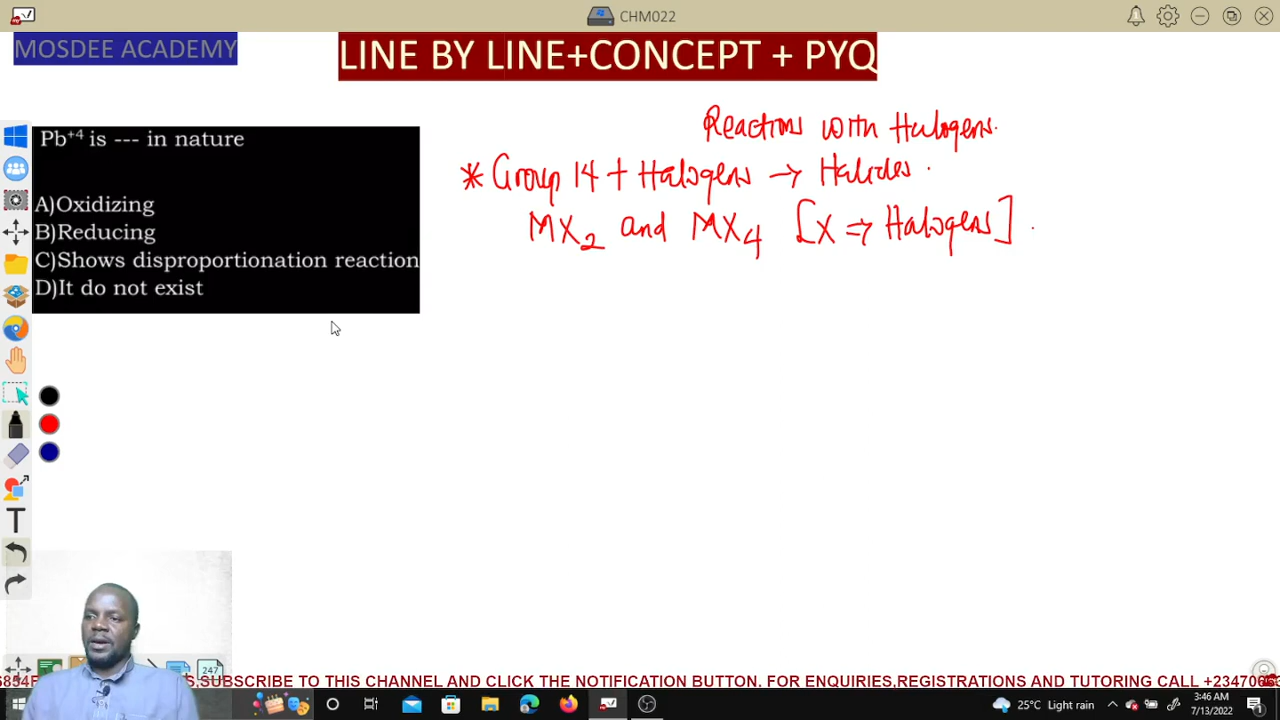 CHM022
MOSDEE ACADEMY
LINE BY LINE+CONCEPT + PYQ
Pb+4 is --- in nature
A)Oxidizing
B)Reducing
C)Shows disproportionation reaction
D)It do not exist
Reactions with Halogens.
* Group 14 + Halogens → Halides.
MX2 and MX4 [X ⇒ Halogens].
T
247
SUBSCRIBE TO THIS CHANNEL AND CLICK THE NOTIFICATION BUTTON. FOR ENQUIRIES,REGISTRATIONS AND TUTORING CALL
25°C Light rain
3:46 AM
7/13/2022